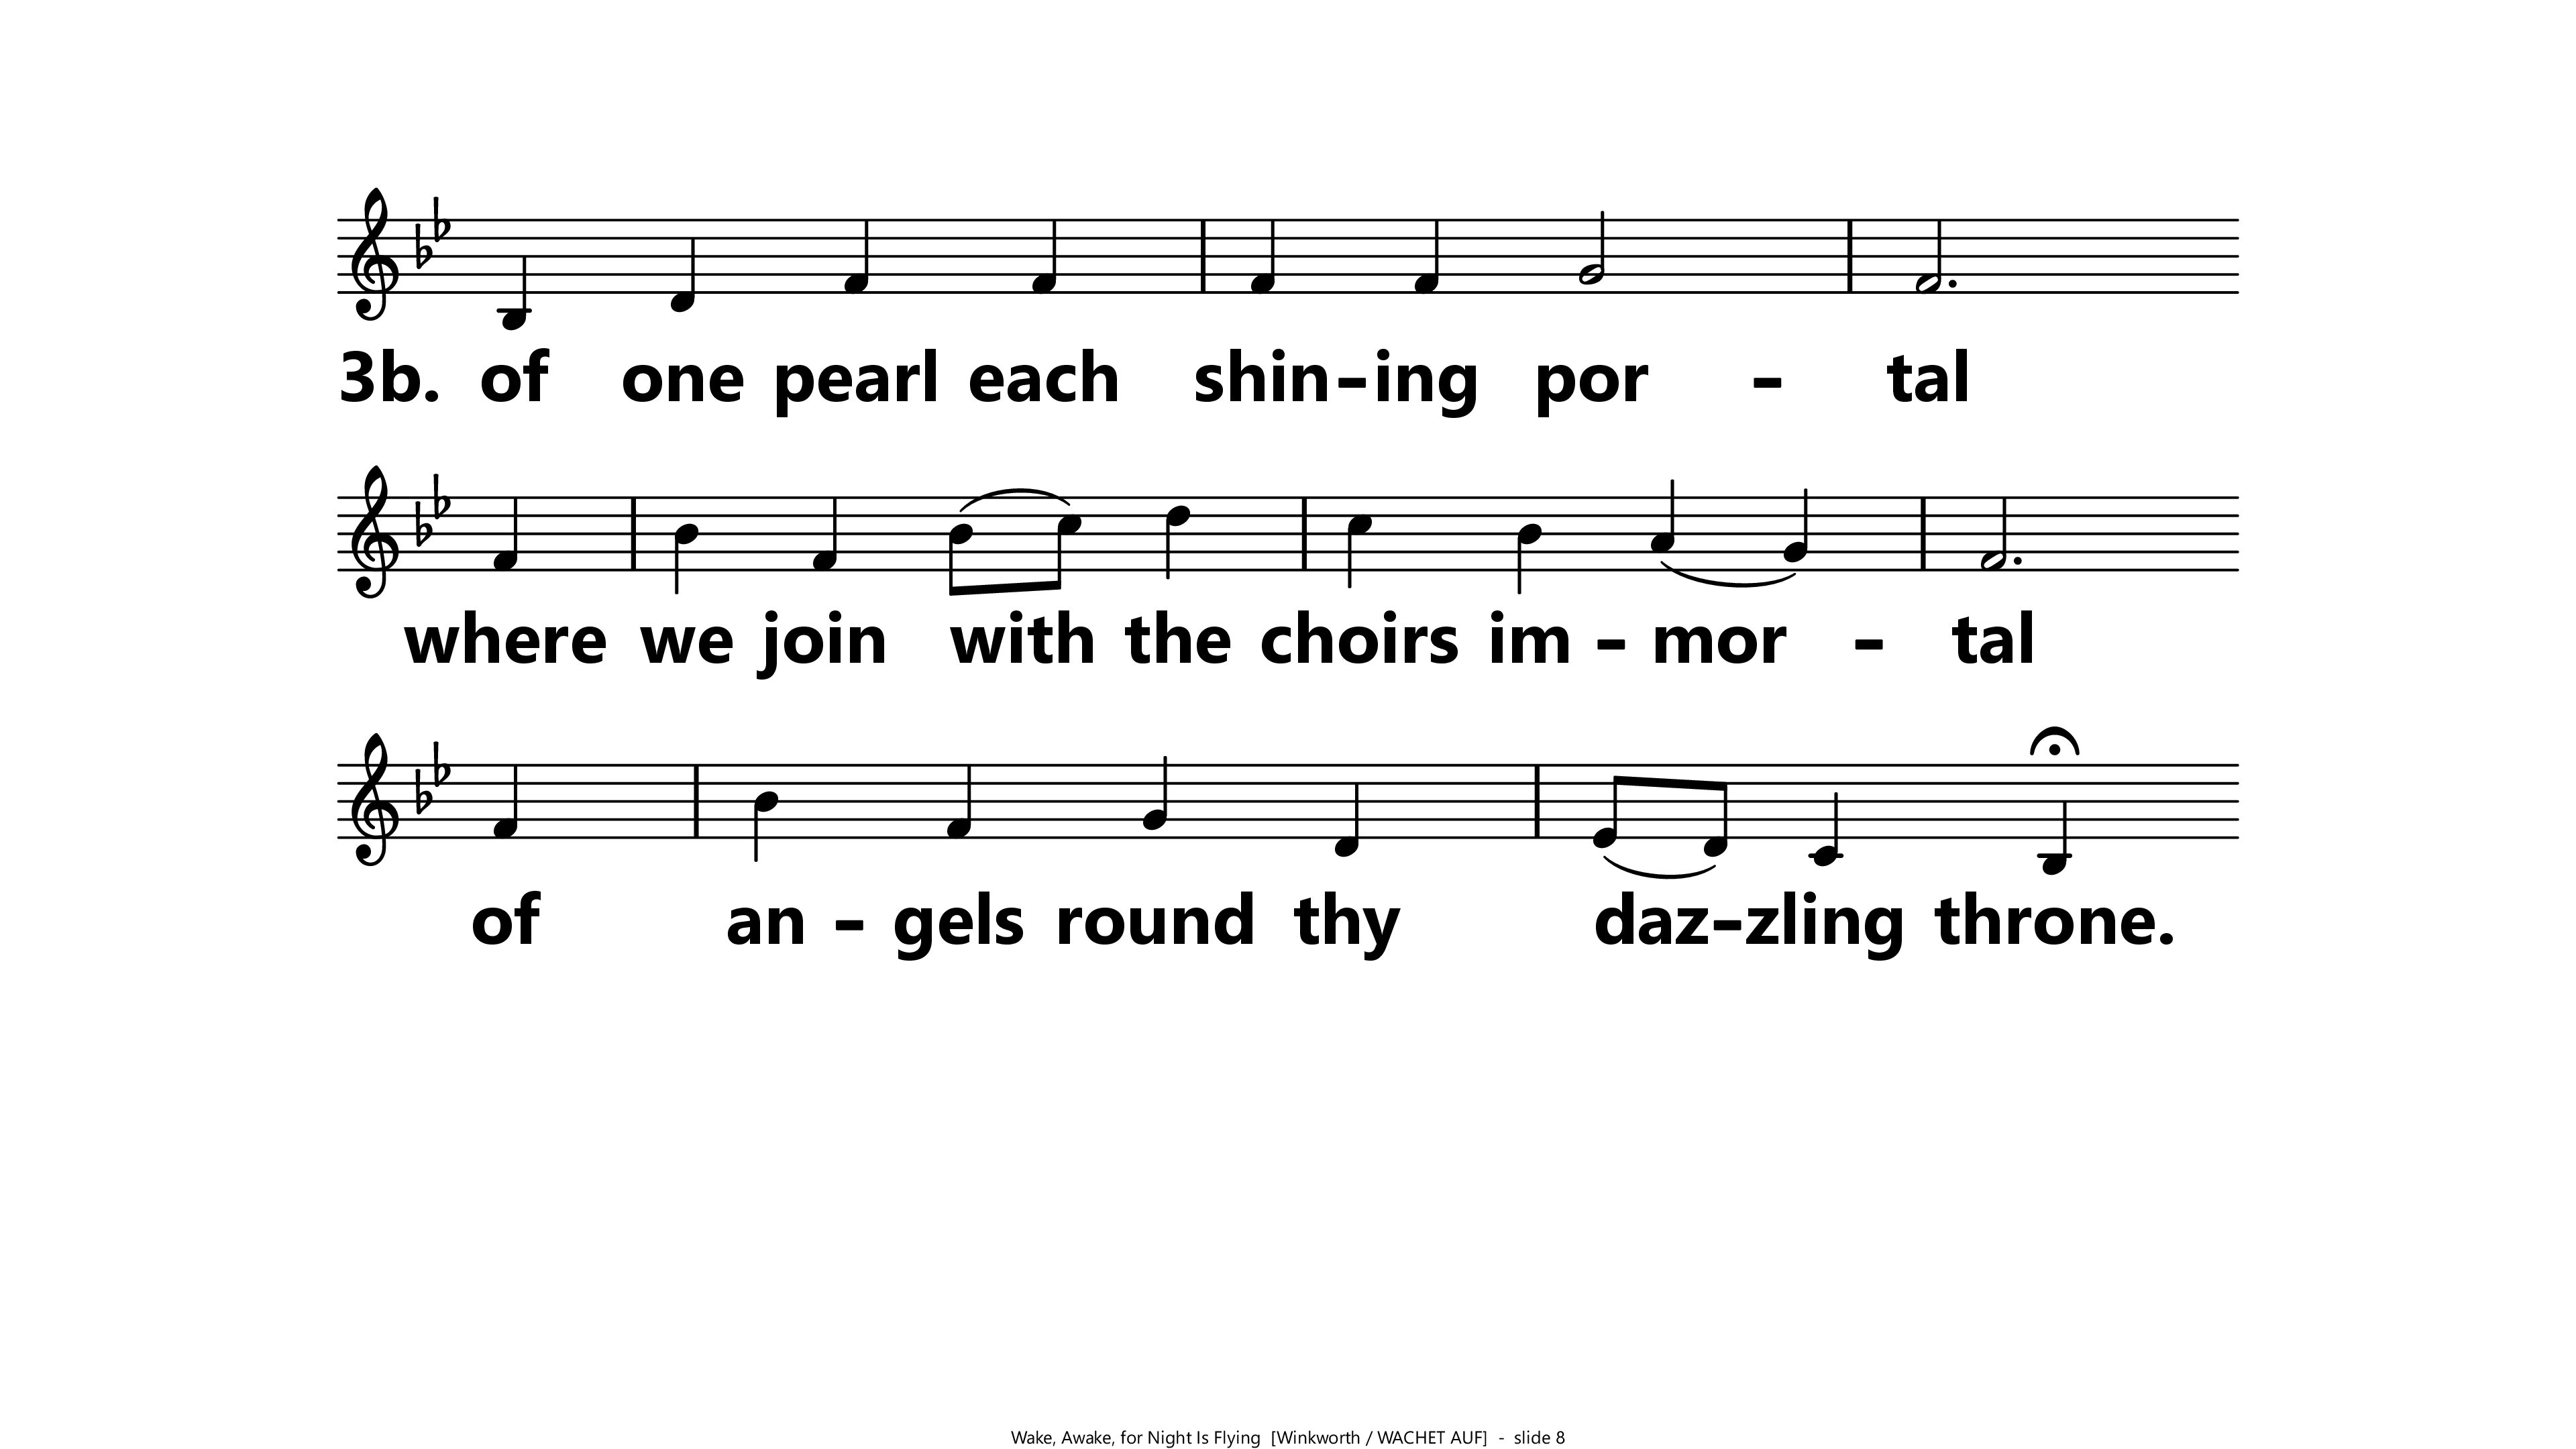 3b. of one pearl each shin-ing por - tal
where we join with the choirs im - mor - tal
of an - gels round thy daz-zling throne.
Wake, Awake, for Night Is Flying [Winkworth / WACHET AUF] - slide 8